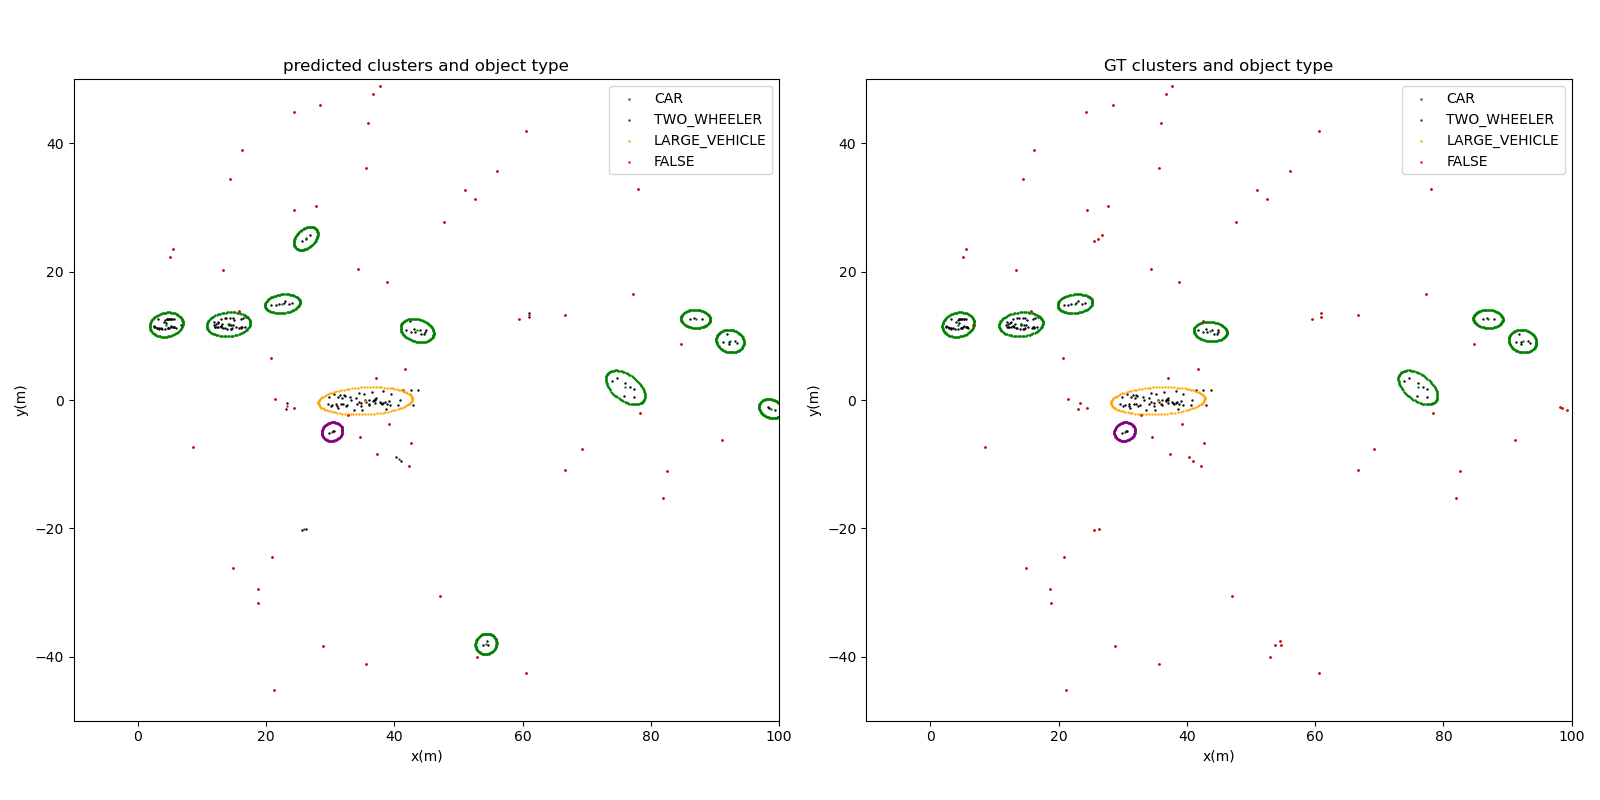 predicted clusters and object type
CAR
TWO_WHEELER
LARGE_VEHICLE
FALSE
40
20
0
−20
−40
y(m)
0
20
40
60
80
100
x(m)
GT clusters and object type
CAR
TWO_WHEELER
LARGE_VEHICLE
FALSE
40
20
0
−20
−40
y(m)
0
20
40
60
80
100
x(m)